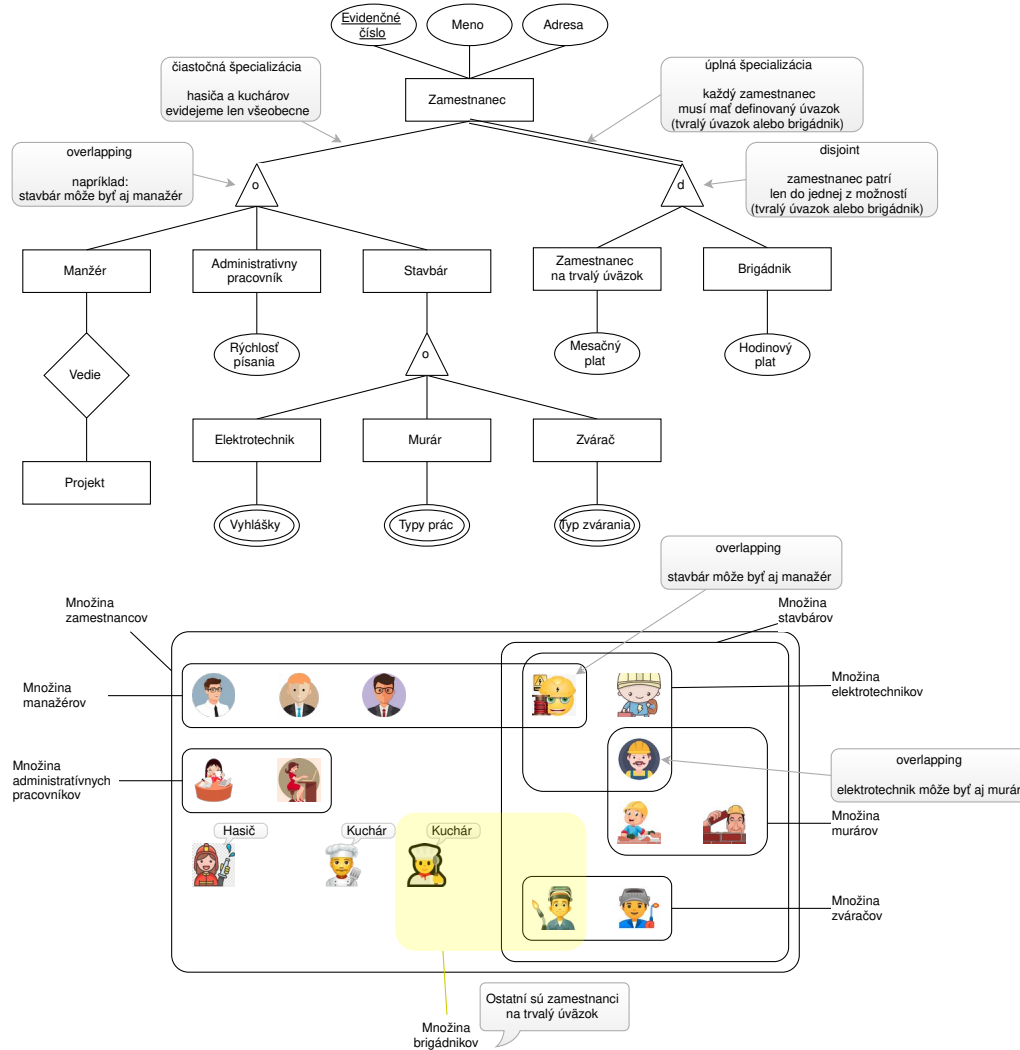 Evidenčné
číslo
Meno
Adresa
čiastočná špecializácia
hasiča a kuchárov
evidejeme len všeobecne
Zamestnanec
úplná špecializácia
každý zamestnanec
musí mať definovaný úvazok
(tvralý úvazok alebo brigádnik)
overlapping
napríklad:
stavbár môže byť aj manažér
o
d
disjoint
zamestnanec patrí
len do jednej z možností
(tvralý úvazok alebo brigádnik)
Manžér
Administrativny
pracovník
Stavbár
Zamestnanec
na trvalý úväzok
Brigádnik
Vedie
Rýchlosť
písania
o
Mesačný
plat
Hodinový
plat
Projekt
Elektrotechnik
Murár
Zvárač
Vyhlášky
Typy prác
Typ zvárania
overlapping
stavbár môže byť aj manažér
Množina
zamestnancov
Množina
stavbárov
Množina
manažérov
Množina
elektrotechnikov
Množina
administratívnych
pracovníkov
overlapping
elektrotechnik môže byť aj murár
Množina
murárov
Hasič
Kuchár
Kuchár
Množina
zváračov
Množina
brigádnikov
Ostatní sú zamestnanci
na trvalý úväzok